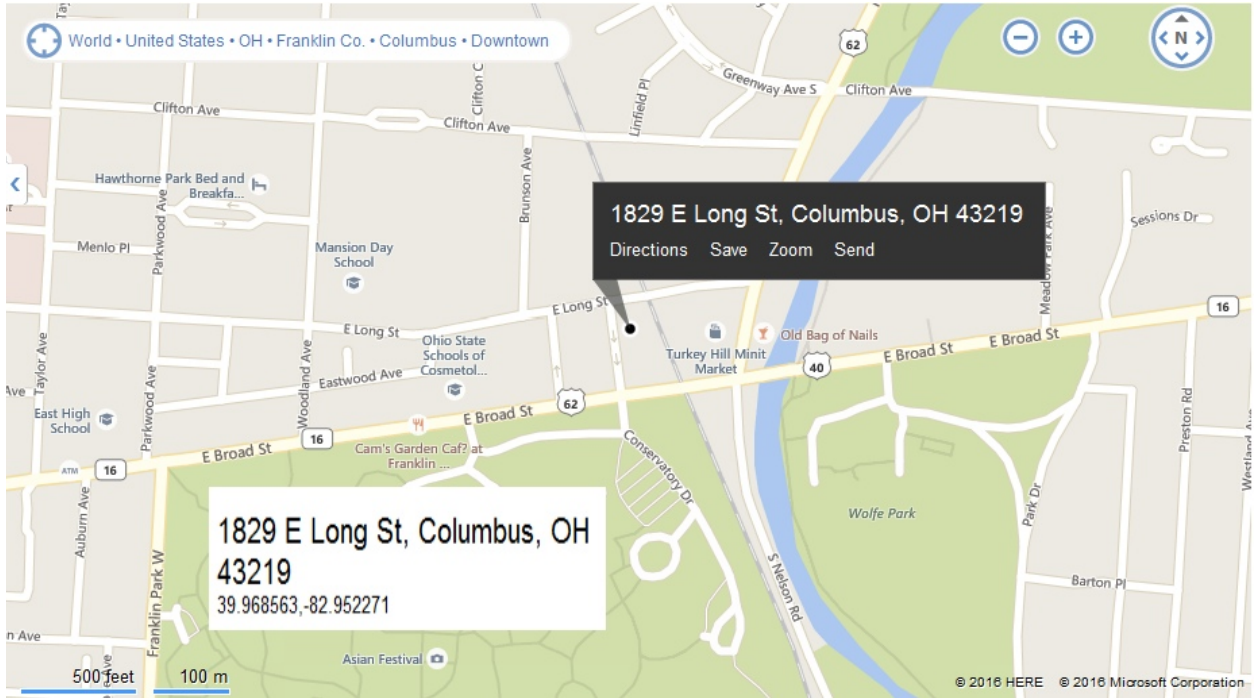 World • United States • OH • Franklin Co. • Columbus • Downtown
62
N
Greenway Ave S
Clifton Ave
Clifton Ave
Clifton Ave
Linfield Pl
Hawthorne Park Bed and
Breakfa...
Brunson Ave
Parkwood Ave
Menlo Pl
Mansion Day
School
1829 E Long St, Columbus, OH 43219
Directions Save Zoom Send
Meadow Park Ave
Sessions Dr
E Long St
16
E Long St
Ohio State
Schools of
Cosmetol...
Turkey Hill Minit
Market
Old Bag of Nails
E Broad St
E Broad St
40
Taylor Ave
Woodland Ave
Eastwood Ave
Parkwood Ave
62
E Broad St
East High
School
16
E Broad St
Cam's Garden Caf? at
Franklin ...
ATM
16
Conservatory Dr
Preston Rd
Westland Ave
Auburn Ave
Wolfe Park
Park Dr
1829 E Long St, Columbus, OH
43219
39.968563,-82.952271
Franklin Park W
S Nelson Rd
Barton Pl
Asian Festival
500 feet
100 m
© 2016 HERE © 2016 Microsoft Corporation